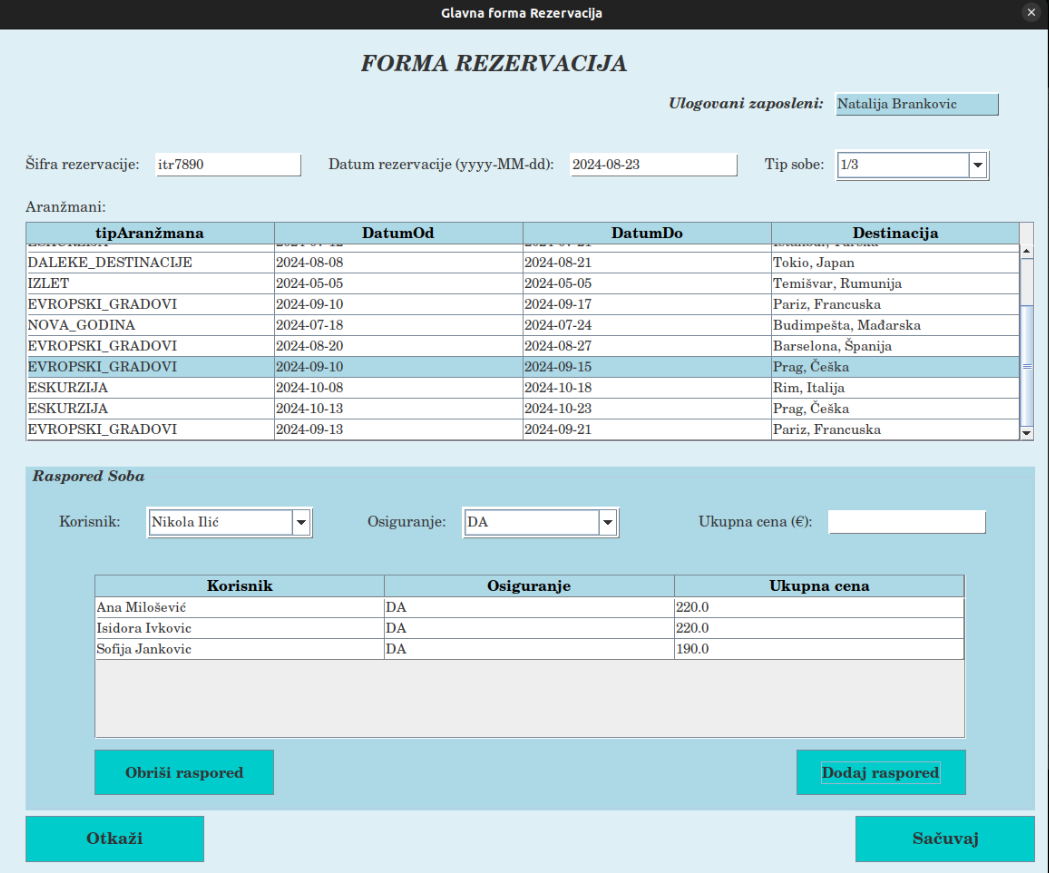 Glavna forma Rezervacija
FORMA REZERVACIJA
Ulogovani zaposleni: Natalija Brankovic
Šifra rezervacije: itr7890 Datum rezervacije (yyyy-MM-dd): 2024-08-23 Tip sobe: 1/3
Aranžmani:
tipAranžmana DatumOd DatumDo Destinacija
DALEKE_DESTINACIJE 2024-08-08 2024-08-21 Tokio, Japan
IZLET 2024-05-05 2024-05-05 Temišvar, Rumunija
EVROPSKI_GRADOVI 2024-09-10 2024-09-17 Pariz, Francuska
NOVA_GODINA 2024-07-18 2024-07-24 Budimpešta, Mađarska
EVROPSKI_GRADOVI 2024-08-20 2024-08-27 Barselona, Španija
EVROPSKI_GRADOVI 2024-09-10 2024-09-15 Prag, Češka
ESKURZIJA 2024-10-08 2024-10-18 Rim, Italija
ESKURZIJA 2024-10-13 2024-10-23 Prag, Češka
EVROPSKI_GRADOVI 2024-09-13 2024-09-21 Pariz, Francuska
Raspored Soba
Korisnik: Nikola Ilić Osiguranje: DA Ukupna cena (€):
Korisnik Osiguranje Ukupna cena
Ana Milošević DA 220.0
Isidora Ivkovic DA 220.0
Sofija Jankovic DA 190.0
Obriši raspored Dodaj raspored
Otkaži Sačuvaj